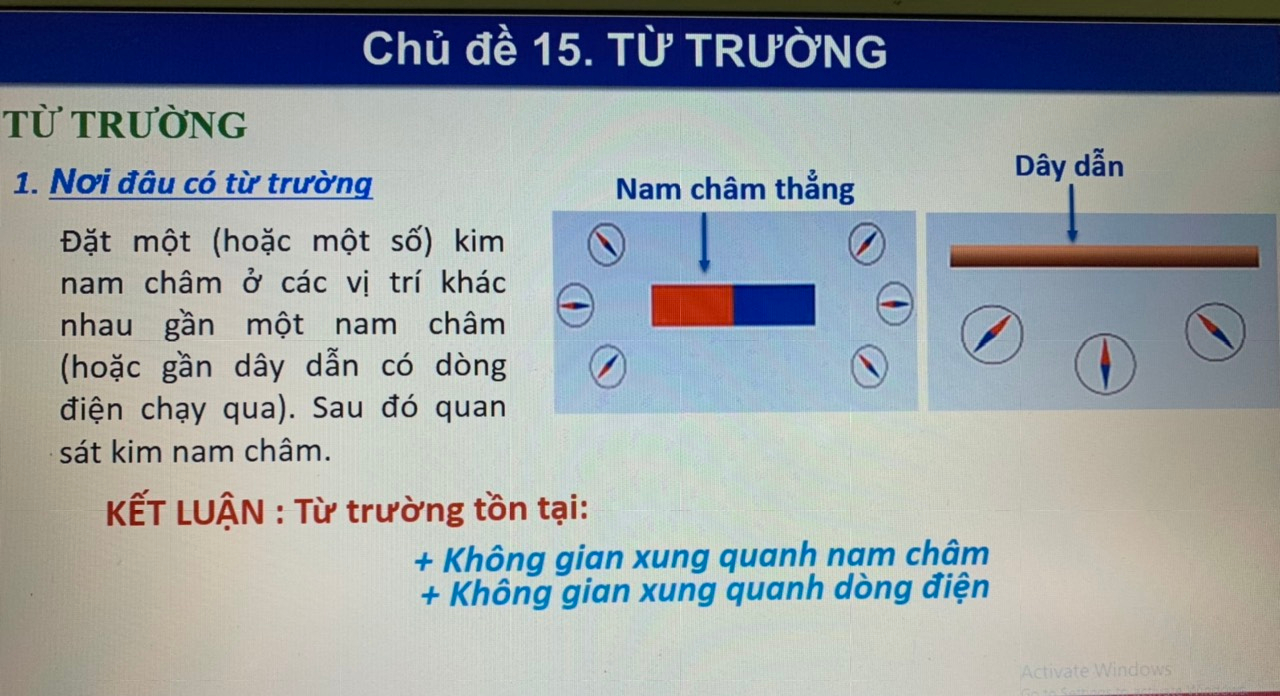 Chủ đề 15. TỪ TRƯỜNG
TỪ TRƯỜNG
1. Nơi đâu có từ trường
Đặt một (hoặc một số) kim
nam châm ở các vị trí khác
nhau gần một nam châm
(hoặc gần dây dẫn có dòng
điện chạy qua). Sau đó quan
sát kim nam châm.
Nam châm thẳng
Dây dẫn
KẾT LUẬN : Từ trường tồn tại:
+ Không gian xung quanh nam châm
+ Không gian xung quanh dòng điện
Activate Windows